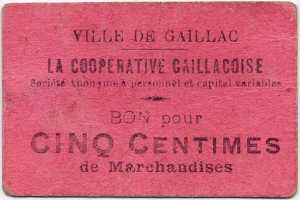 VILLE DE GAILLAC
LA COOPERATIVE GAILLACOISE
Société Anonyme à personnel et capital variables
BON pour
CINQ CENTIMES
de Marchandises